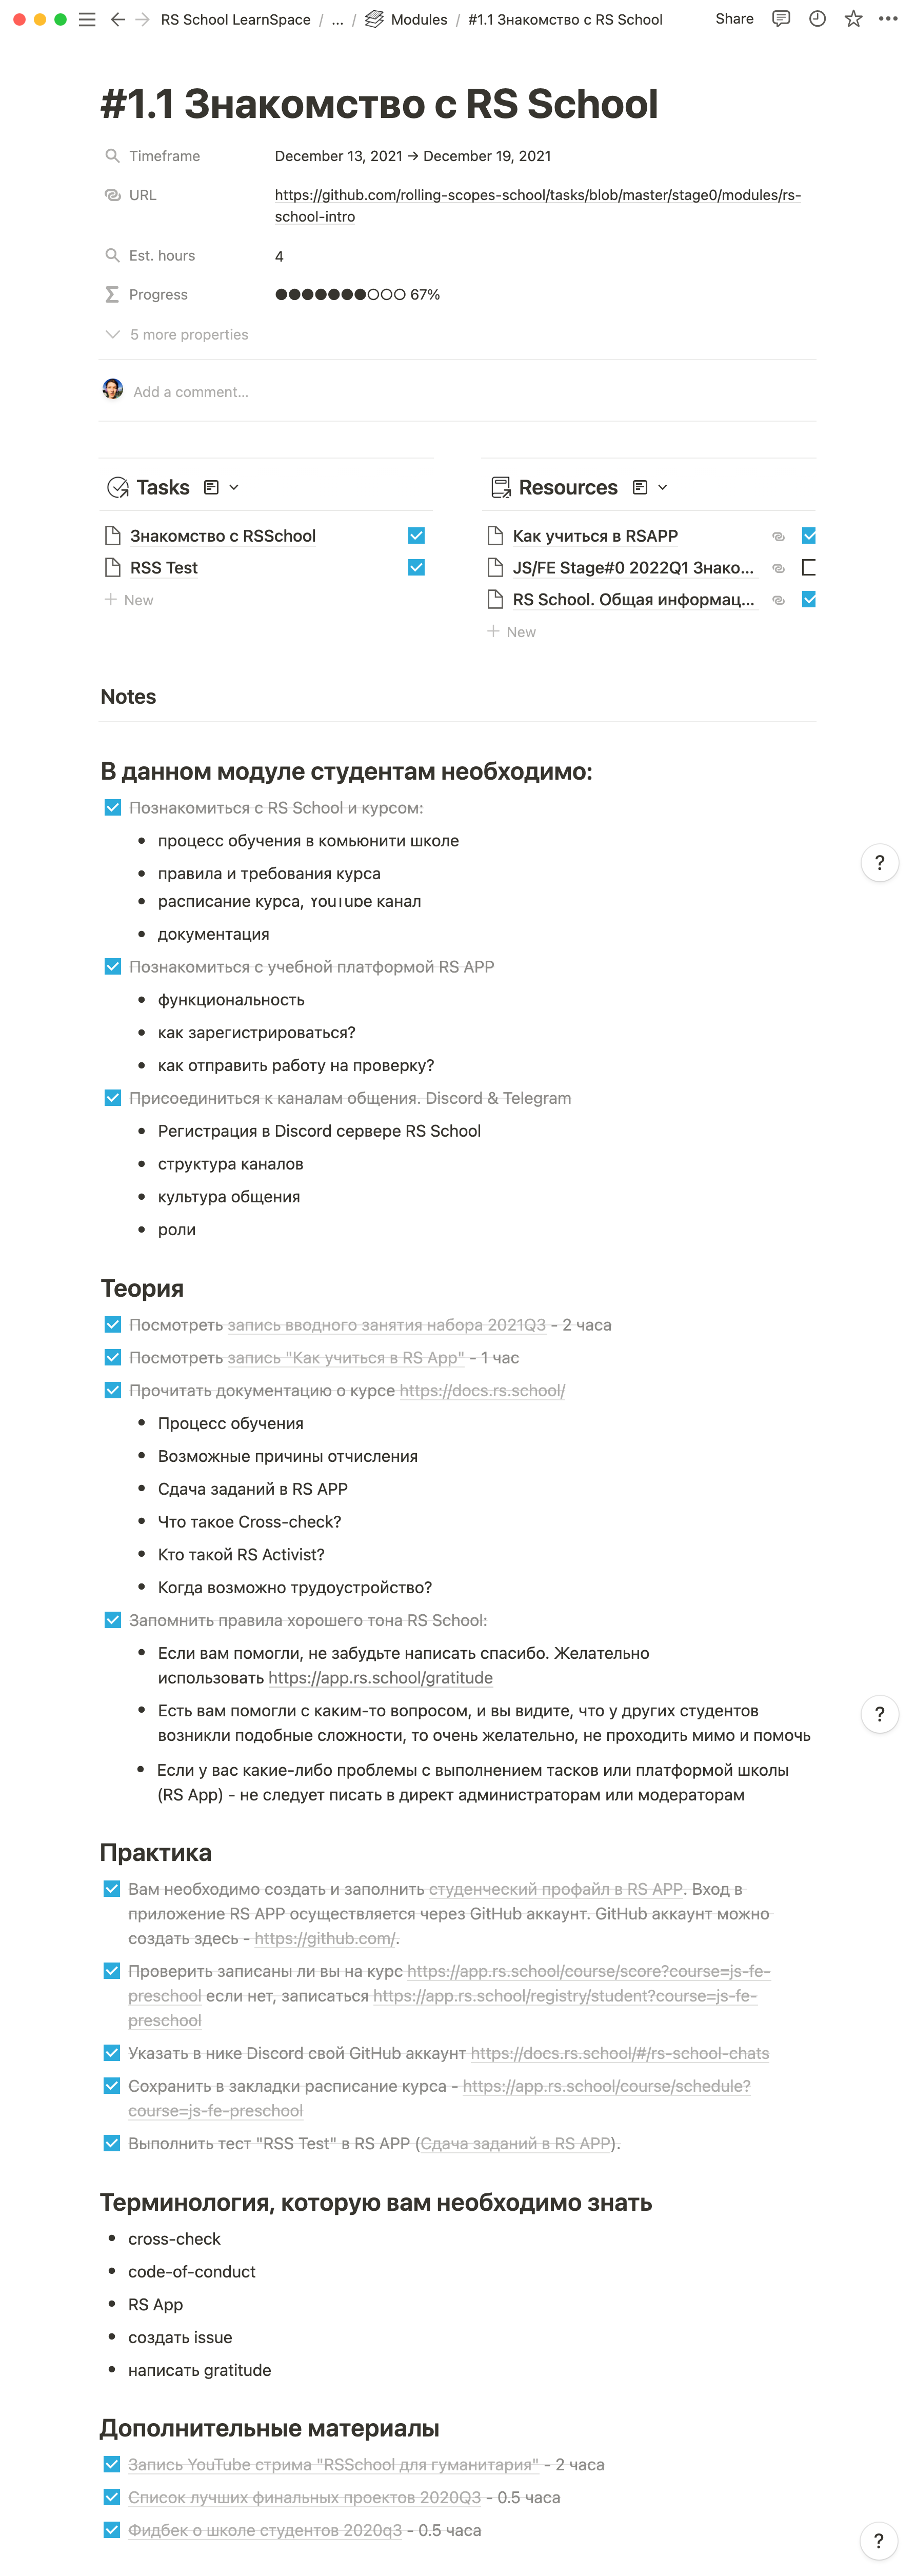 RS School LearnSpace / ... / Modules / #1.1 Знакомство с RS School Share
#1.1 Знакомство с RS School
Timeframe December 13, 2021 → December 19, 2021
URL https://github.com/rolling-scopes-school/tasks/blob/master/stage0/modules/rs-
school-intro
Est. hours 4
Progress ●●●●●●●○○○ 67%
5 more properties
Add a comment...
Tasks
Знакомство с RSSchool
RSS Test
+ New
Resources
Как учиться в RSAPP
JS/FE Stage#0 2022Q1 Знако...
RS School. Общая информац...
+ New
Notes
В данном модуле студентам необходимо:
Познакомиться с RS School и курсом:
• процесс обучения в комьюнити школе
?
• правила и требования курса
• расписание курса, YouTube канал
• документация
Познакомиться с учебной платформой RS APP
• функциональность
• как зарегистрироваться?
• как отправить работу на проверку?
Присоединиться к каналам общения. Discord & Telegram
• Регистрация в Discord сервере RS School
• структура каналов
• культура общения
• роли
Теория
Посмотреть запись вводного занятия набора 2021Q3 - 2 часа
Посмотреть запись "Как учиться в RS App" - 1 час
Прочитать документацию о курсе https://docs.rs.school/
• Процесс обучения
• Возможные причины отчисления
• Сдача заданий в RS APP
• Что такое Cross-check?
• Кто такой RS Activist?
• Когда возможно трудоустройство?
Запомнить правила хорошего тона RS School:
• Если вам помогли, не забудьте написать спасибо. Желательно
использовать https://app.rs.school/gratitude
• Есть вам помогли с каким-то вопросом, и вы видите, что у других студентов
?
возникли подобные сложности, то очень желательно, не проходить мимо и помочь
• Если у вас какие-либо проблемы с выполнением тасков или платформой школы
(RS App) - не следует писать в директ администраторам или модераторам
Практика
Вам необходимо создать и заполнить студенческий профайл в RS APP. Вход в
приложение RS APP осуществляется через GitHub аккаунт. GitHub аккаунт можно
создать здесь - https://github.com/.
Проверить записаны ли вы на курс https://app.rs.school/course/score?course=js-fe-
preschool если нет, записаться https://app.rs.school/registry/student?course=js-fe-
preschool
Указать в нике Discord свой GitHub аккаунт https://docs.rs.school/#/rs-school-chats
Сохранить в закладки расписание курса - https://app.rs.school/course/schedule?
course=js-fe-preschool
Выполнить тест "RSS Test" в RS APP (Сдача заданий в RS APP).
Терминология, которую вам необходимо знать
• cross-check
• code-of-conduct
• RS App
• создать issue
• написать gratitude
Дополнительные материалы
Запись YouTube стрима "RSSchool для гуманитария" - 2 часа
Список лучших финальных проектов 2020Q3 - 0.5 часа
Фидбек о школе студентов 2020q3 - 0.5 часа
?